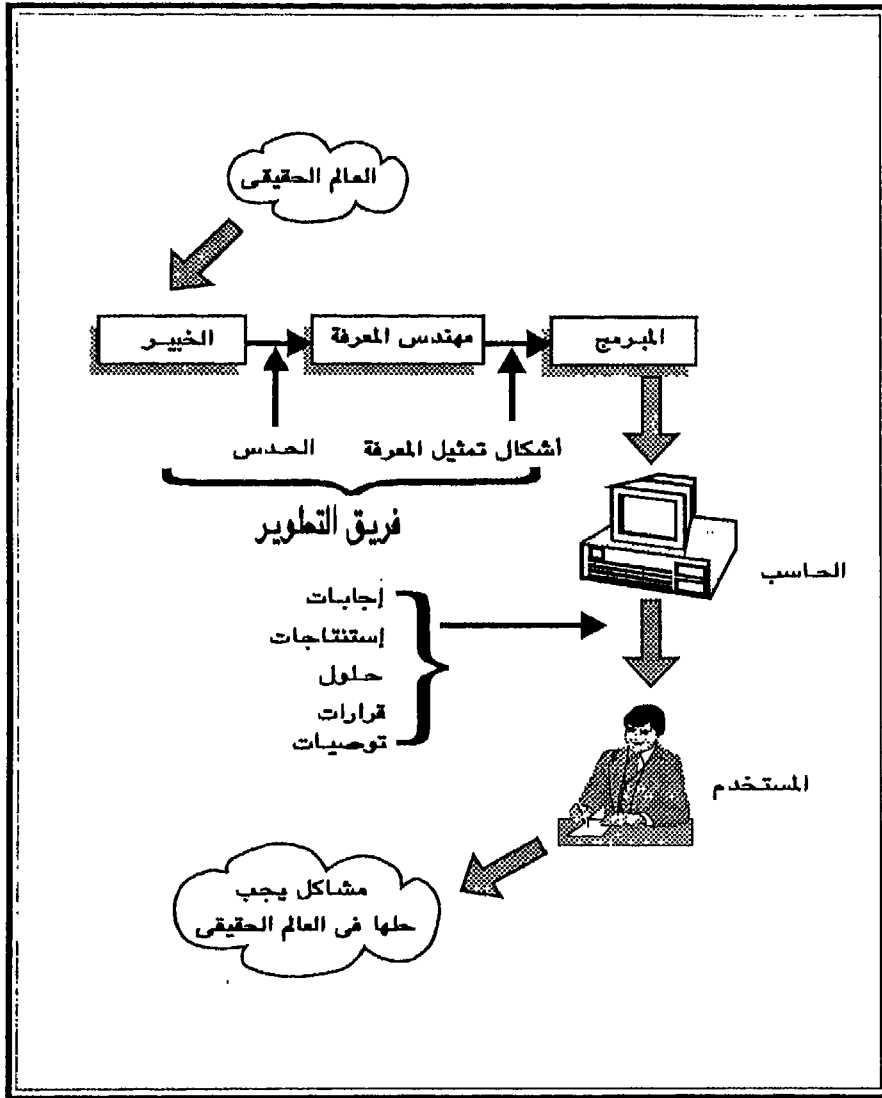 العالم الحقيقى
الخبيـر
مهندس المعرفة
المبرمج
الحدس
أشكال تمثيل المعرفة
فريق التطوير
الحاسب
إجابات
إستنتاجات
حلول
قرارات
توصيات
المستخدم
مشاكل يجب
حلها فى العالم الحقيقى